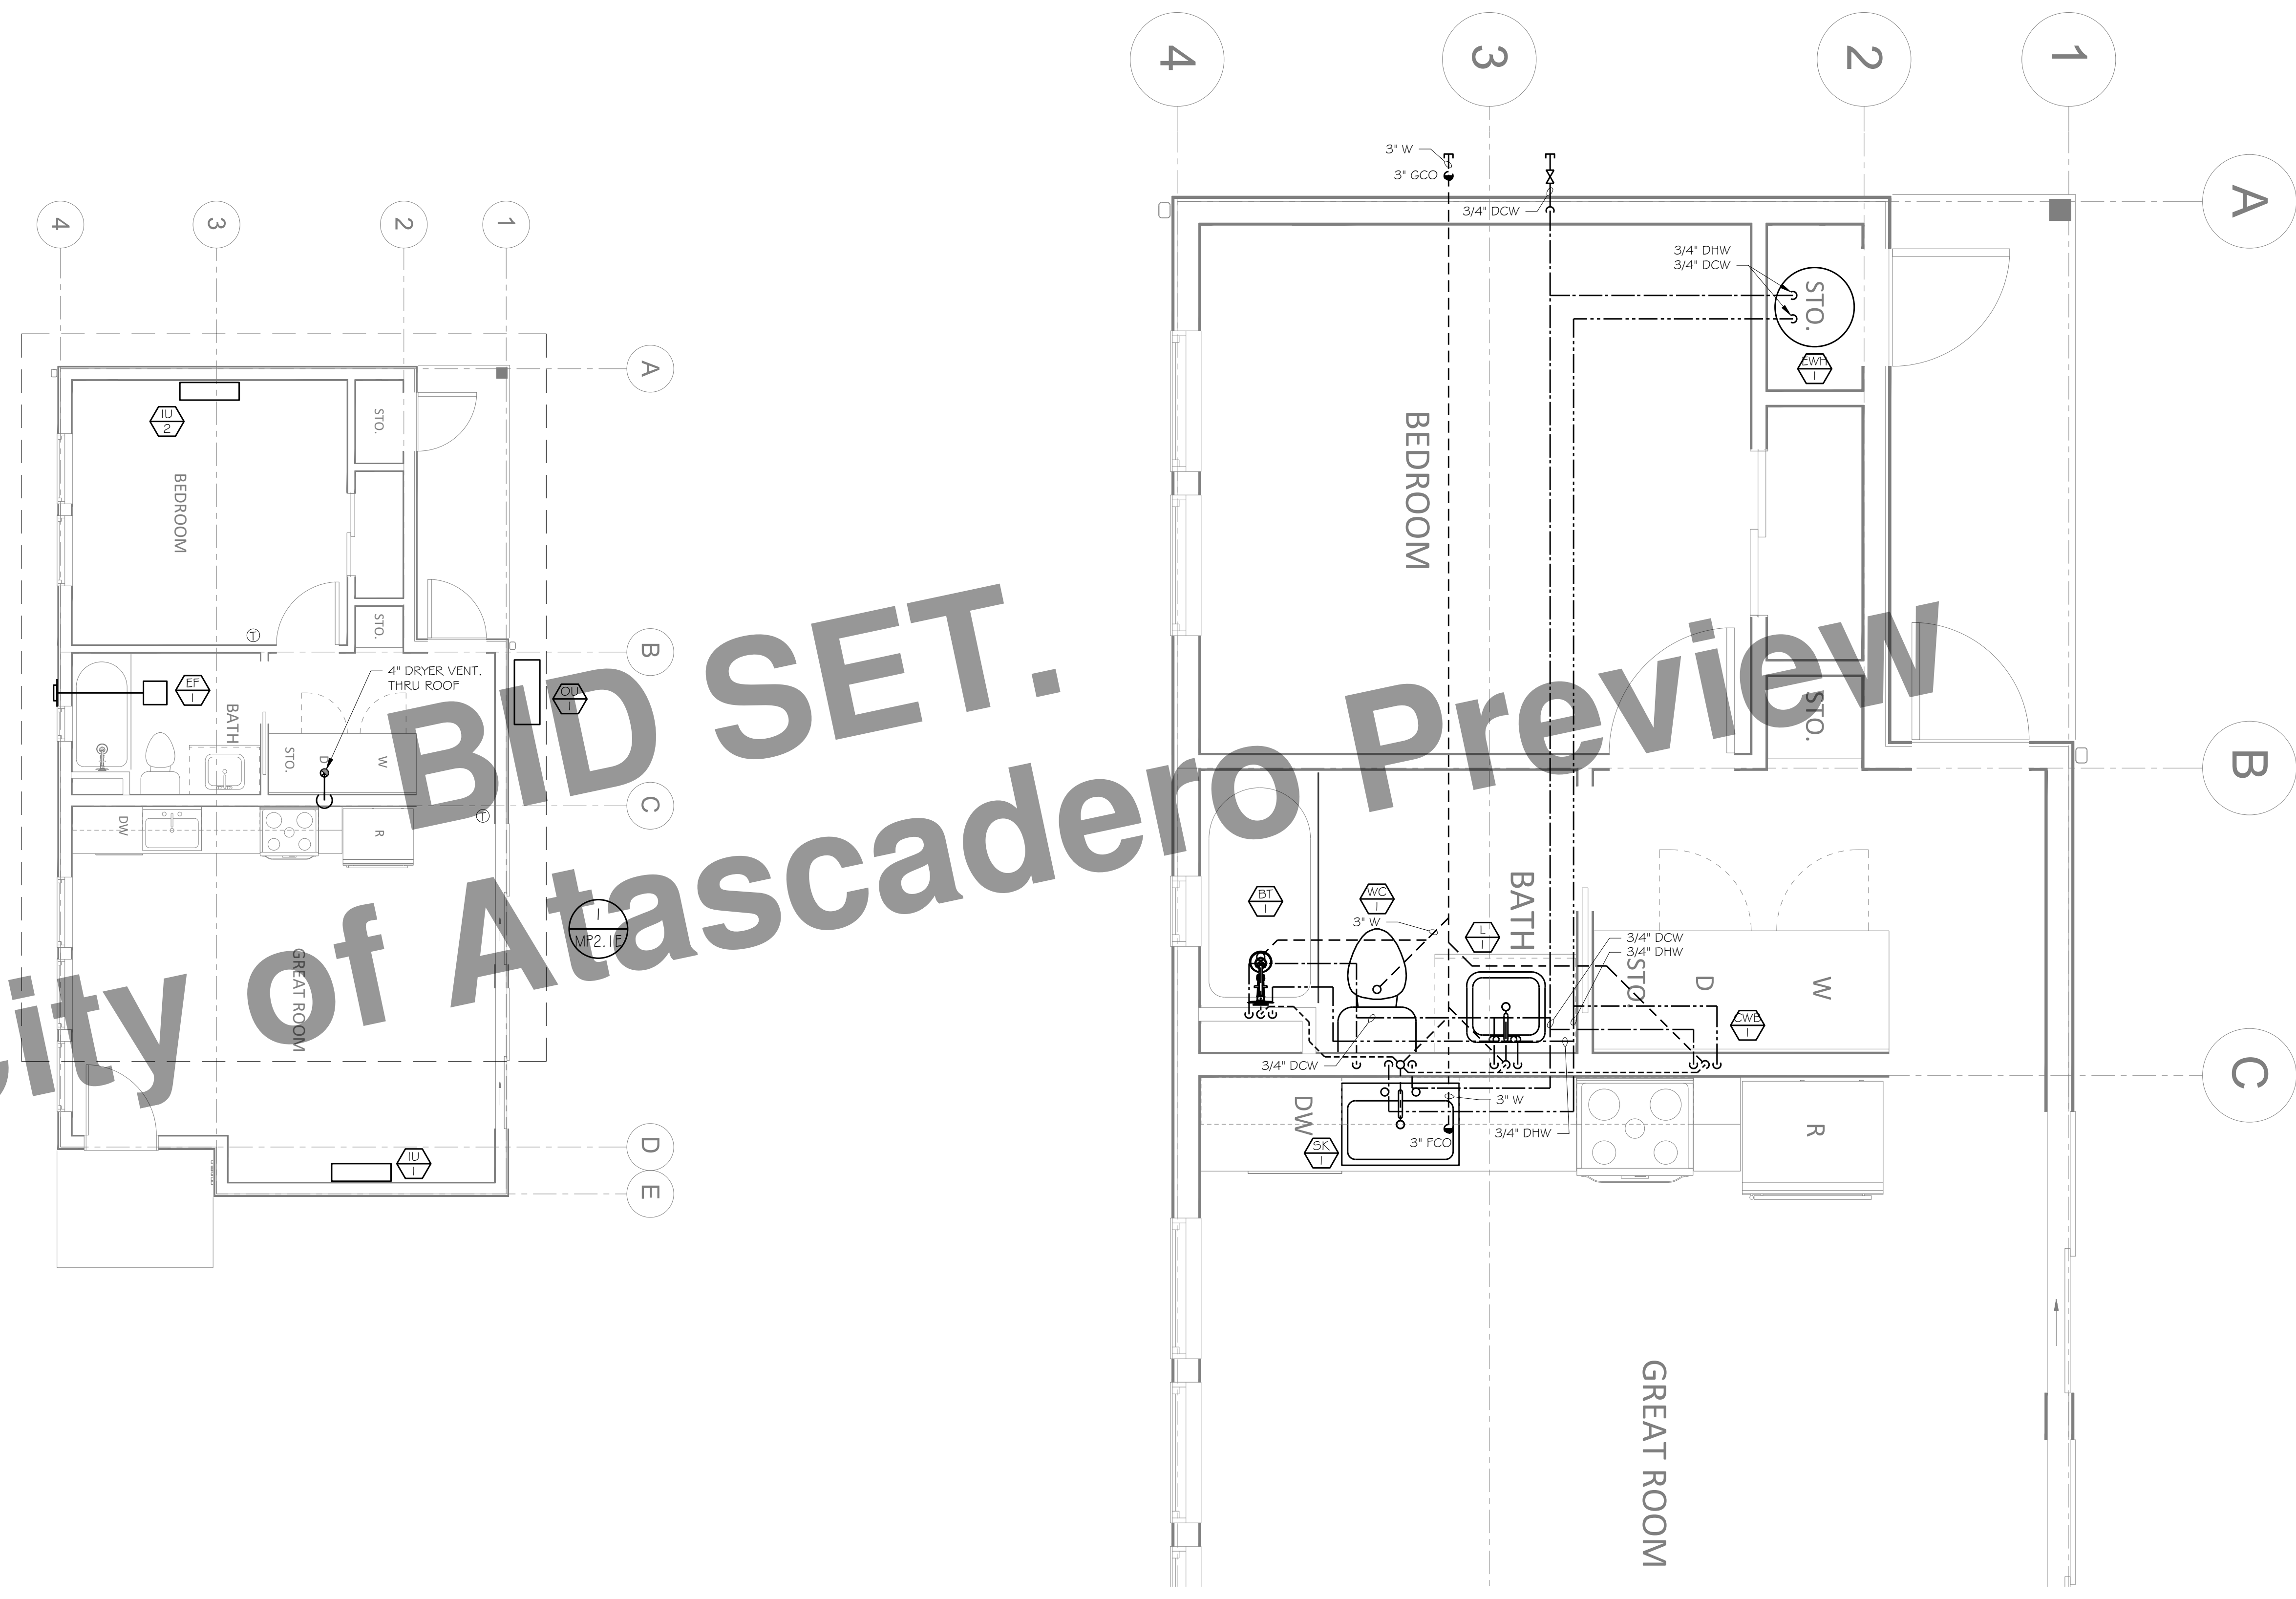 4
3
2
1
A
IU
2
STO.
BEDROOM
STO.
T
B
4" DRYER VENT,
THRU ROOF
EF
1
OU
1
BATH
STO.
D
W
C
T
DW
R
1
MP2.1E
GREAT ROOM
D
IU
1
E
4
3
2
1
A
3" W
3" GCO
3/4" DCW
3/4" DHW
3/4" DCW
STO.
EWH
1
BEDROOM
STO.
B
BT
1
WC
1
BATH
3" W
L
1
3/4" DCW
3/4" DHW
STO
D
W
CWB
1
3/4" DCW
C
3" W
DW
3/4" DHW
R
SK
1
3" FCO
GREAT ROOM
BID SET.
City of Atascadero Preview